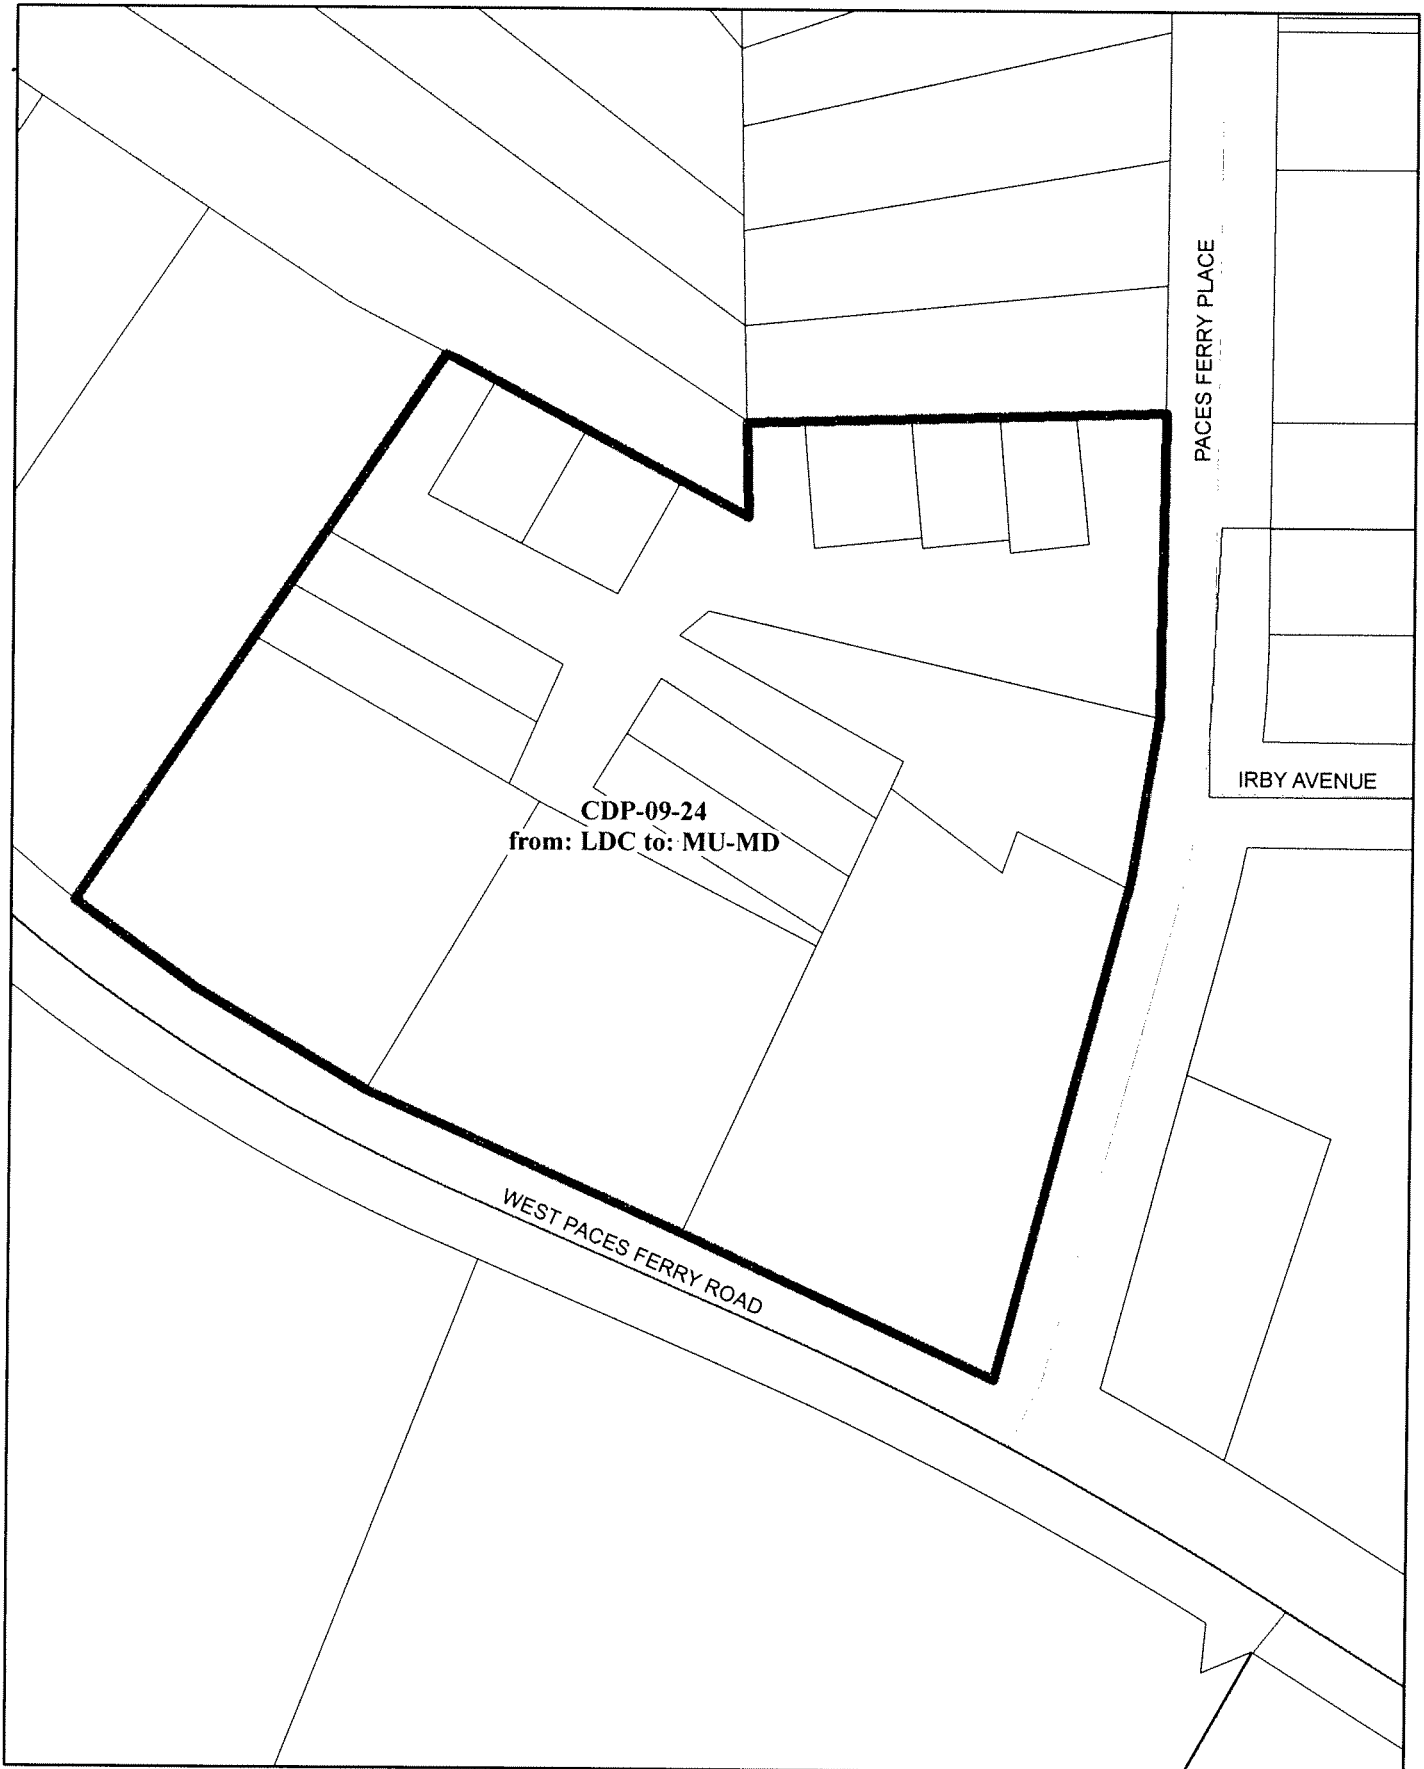 PACES FERRY PLACE
IRBY AVENUE
CDP-09-24
from: LDC to: MU-MD
WEST PACES FERRY ROAD